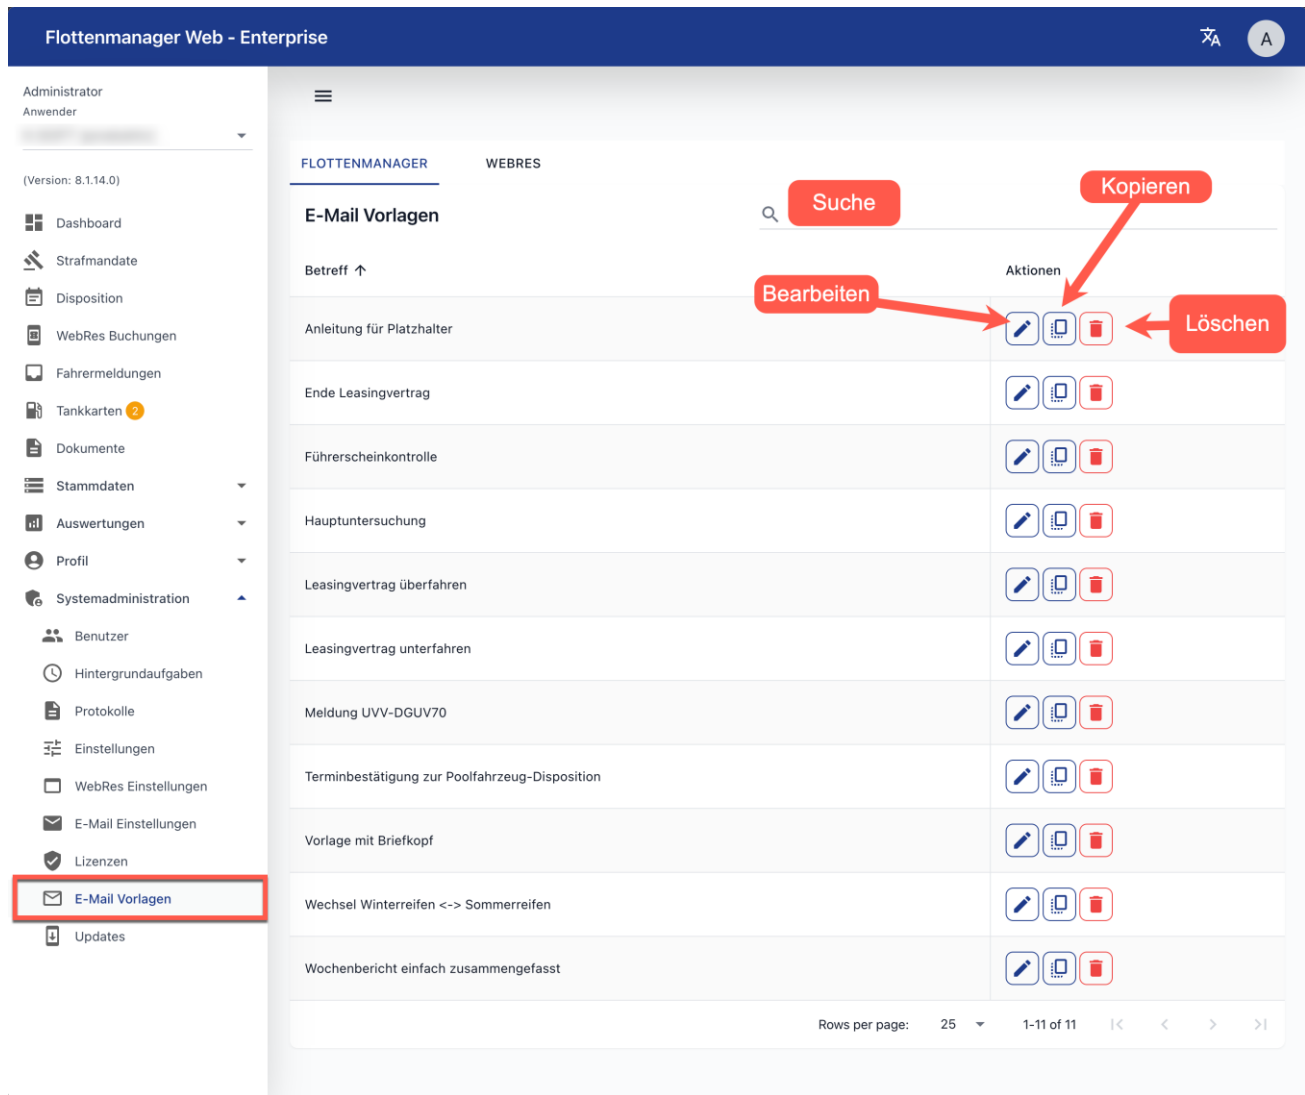 Flottenmanager Web - Enterprise
A
Administrator
Anwender
(Version: 8.1.14.0)
Dashboard
Strafmandate
Disposition
WebRes Buchungen
Fahrermeldungen
Tankkarten 2
Dokumente
Stammdaten
Auswertungen
Profil
Systemadministration
Benutzer
Hintergrundaufgaben
Protokolle
Einstellungen
WebRes Einstellungen
E-Mail Einstellungen
Lizenzen
E-Mail Vorlagen
Updates
FLOTTENMANAGER WEBRES
E-Mail Vorlagen
Suche
Kopieren
Betreff Aktionen
Bearbeiten
Löschen
Anleitung für Platzhalter
Ende Leasingvertrag
Führerscheinkontrolle
Hauptuntersuchung
Leasingvertrag überfahren
Leasingvertrag unterfahren
Meldung UVV-DGUV70
Terminbestätigung zur Poolfahrzeug-Disposition
Vorlage mit Briefkopf
Wechsel Winterreifen <-> Sommerreifen
Wochenbericht einfach zusammengefasst
Rows per page: 25 1-11 of 11